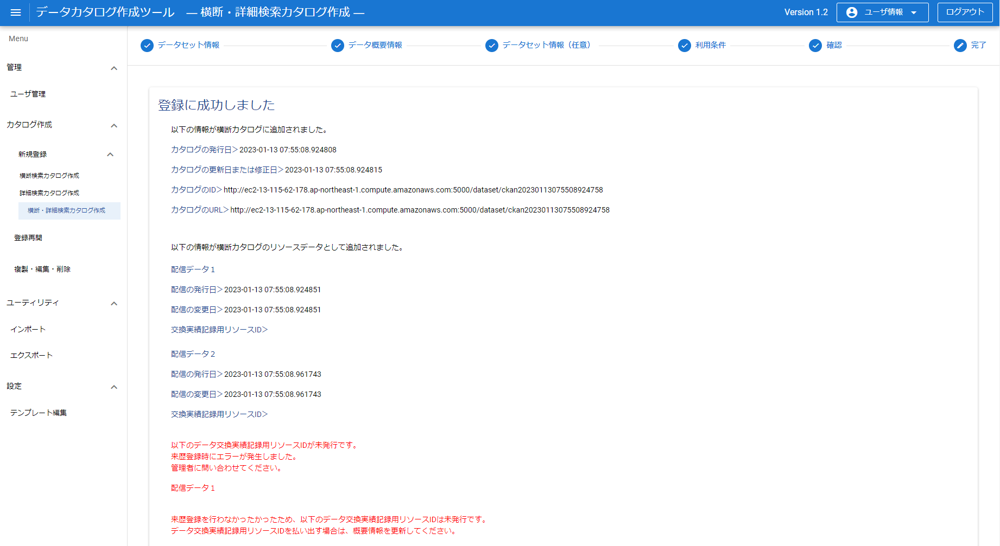 データカタログ作成ツール　― 横断・詳細検索カタログ作成 ―
Version 1.2
ユーザ情報
ログアウト
Menu
管理
ユーザ管理
カタログ作成
新規登録
横断検索カタログ作成
詳細検索カタログ作成
横断・詳細検索カタログ作成
登録再開
複製・編集・削除
ユーティリティ
インポート
エクスポート
設定
テンプレート編集
データセット情報
データ概要情報
データセット情報（任意）
利用条件
確認
完了
登録に成功しました
以下の情報が横断カタログに追加されました。
カタログの発行日＞2023-01-13 07:55:08.924808
カタログの更新日または修正日＞2023-01-13 07:55:08.924815
カタログのID＞http://ec2-13-115-62-178.ap-northeast-1.compute.amazonaws.com:5000/dataset/ckan20230113075508924758
カタログのURL＞http://ec2-13-115-62-178.ap-northeast-1.compute.amazonaws.com:5000/dataset/ckan20230113075508924758
以下の情報が横断カタログのリソースデータとして追加されました。
配信データ１
配信の発行日＞2023-01-13 07:55:08.924851
配信の変更日＞2023-01-13 07:55:08.924851
交換実績記録用リソースID＞
配信データ２
配信の発行日＞2023-01-13 07:55:08.961743
配信の変更日＞2023-01-13 07:55:08.961743
交換実績記録用リソースID＞
以下のデータ交換実績記録用リソースIDが未発行です。
来歴登録時にエラーが発生しました。
管理者に問い合わせてください。
配信データ１
来歴登録を行わなかったかったため、以下のデータ交換実績記録用リソースIDは未発行です。
データ交換実績記録用リソースIDを払い出す場合は、概要情報を更新してください。